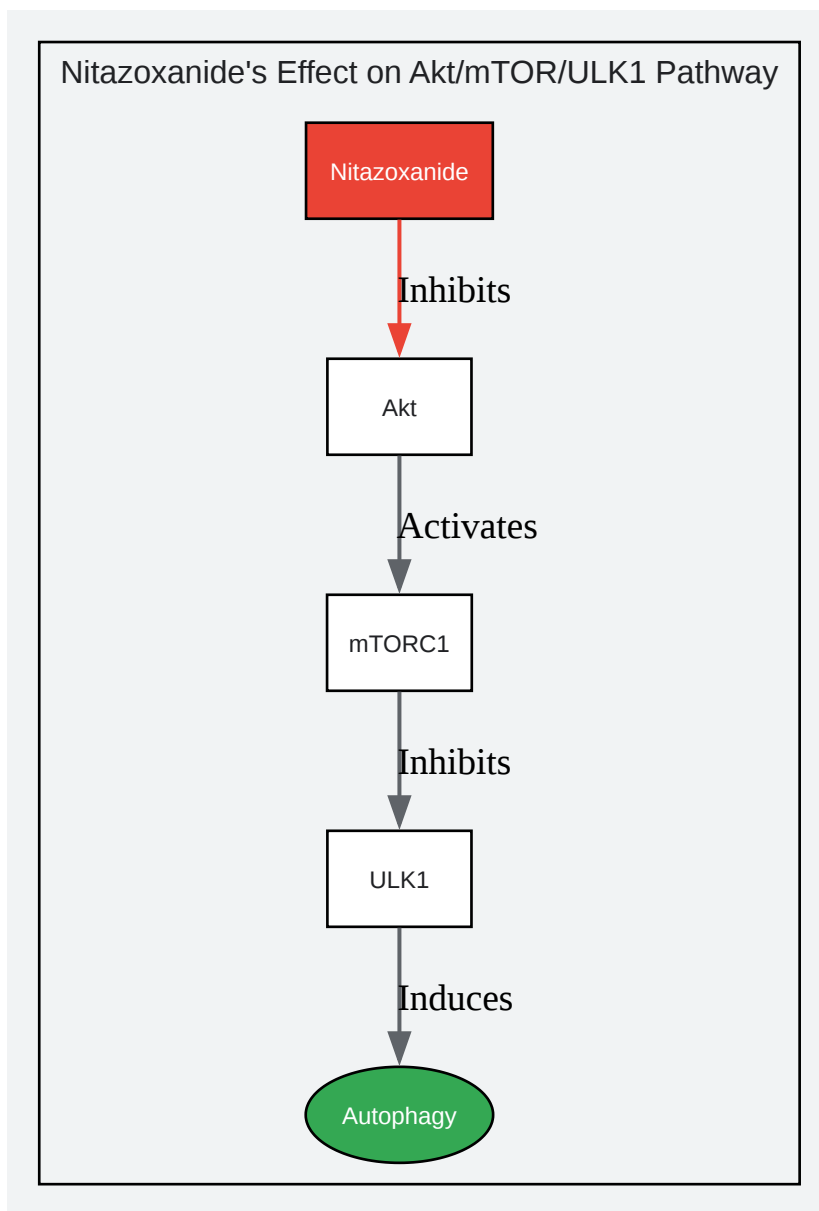 Nitazoxanide's Effect on Akt/mTOR/ULK1 Pathway
Nitazoxanide
Inhibits
Akt
Activates
mTORC1
Inhibits
ULK1
Induces
Autophagy